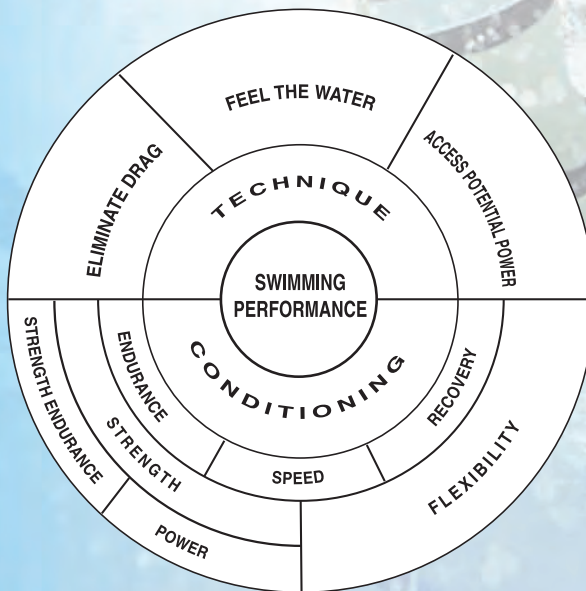 FEEL THE WATER
ELIMINATE DRAG
ACCESS POTENTIAL POWER
TECHNIQUE
SWIMMING
PERFORMANCE
CONDITIONING
ENDURANCE
RECOVERY
STRENGTH ENDURANCE
STRENGTH
SPEED
FLEXIBILITY
POWER